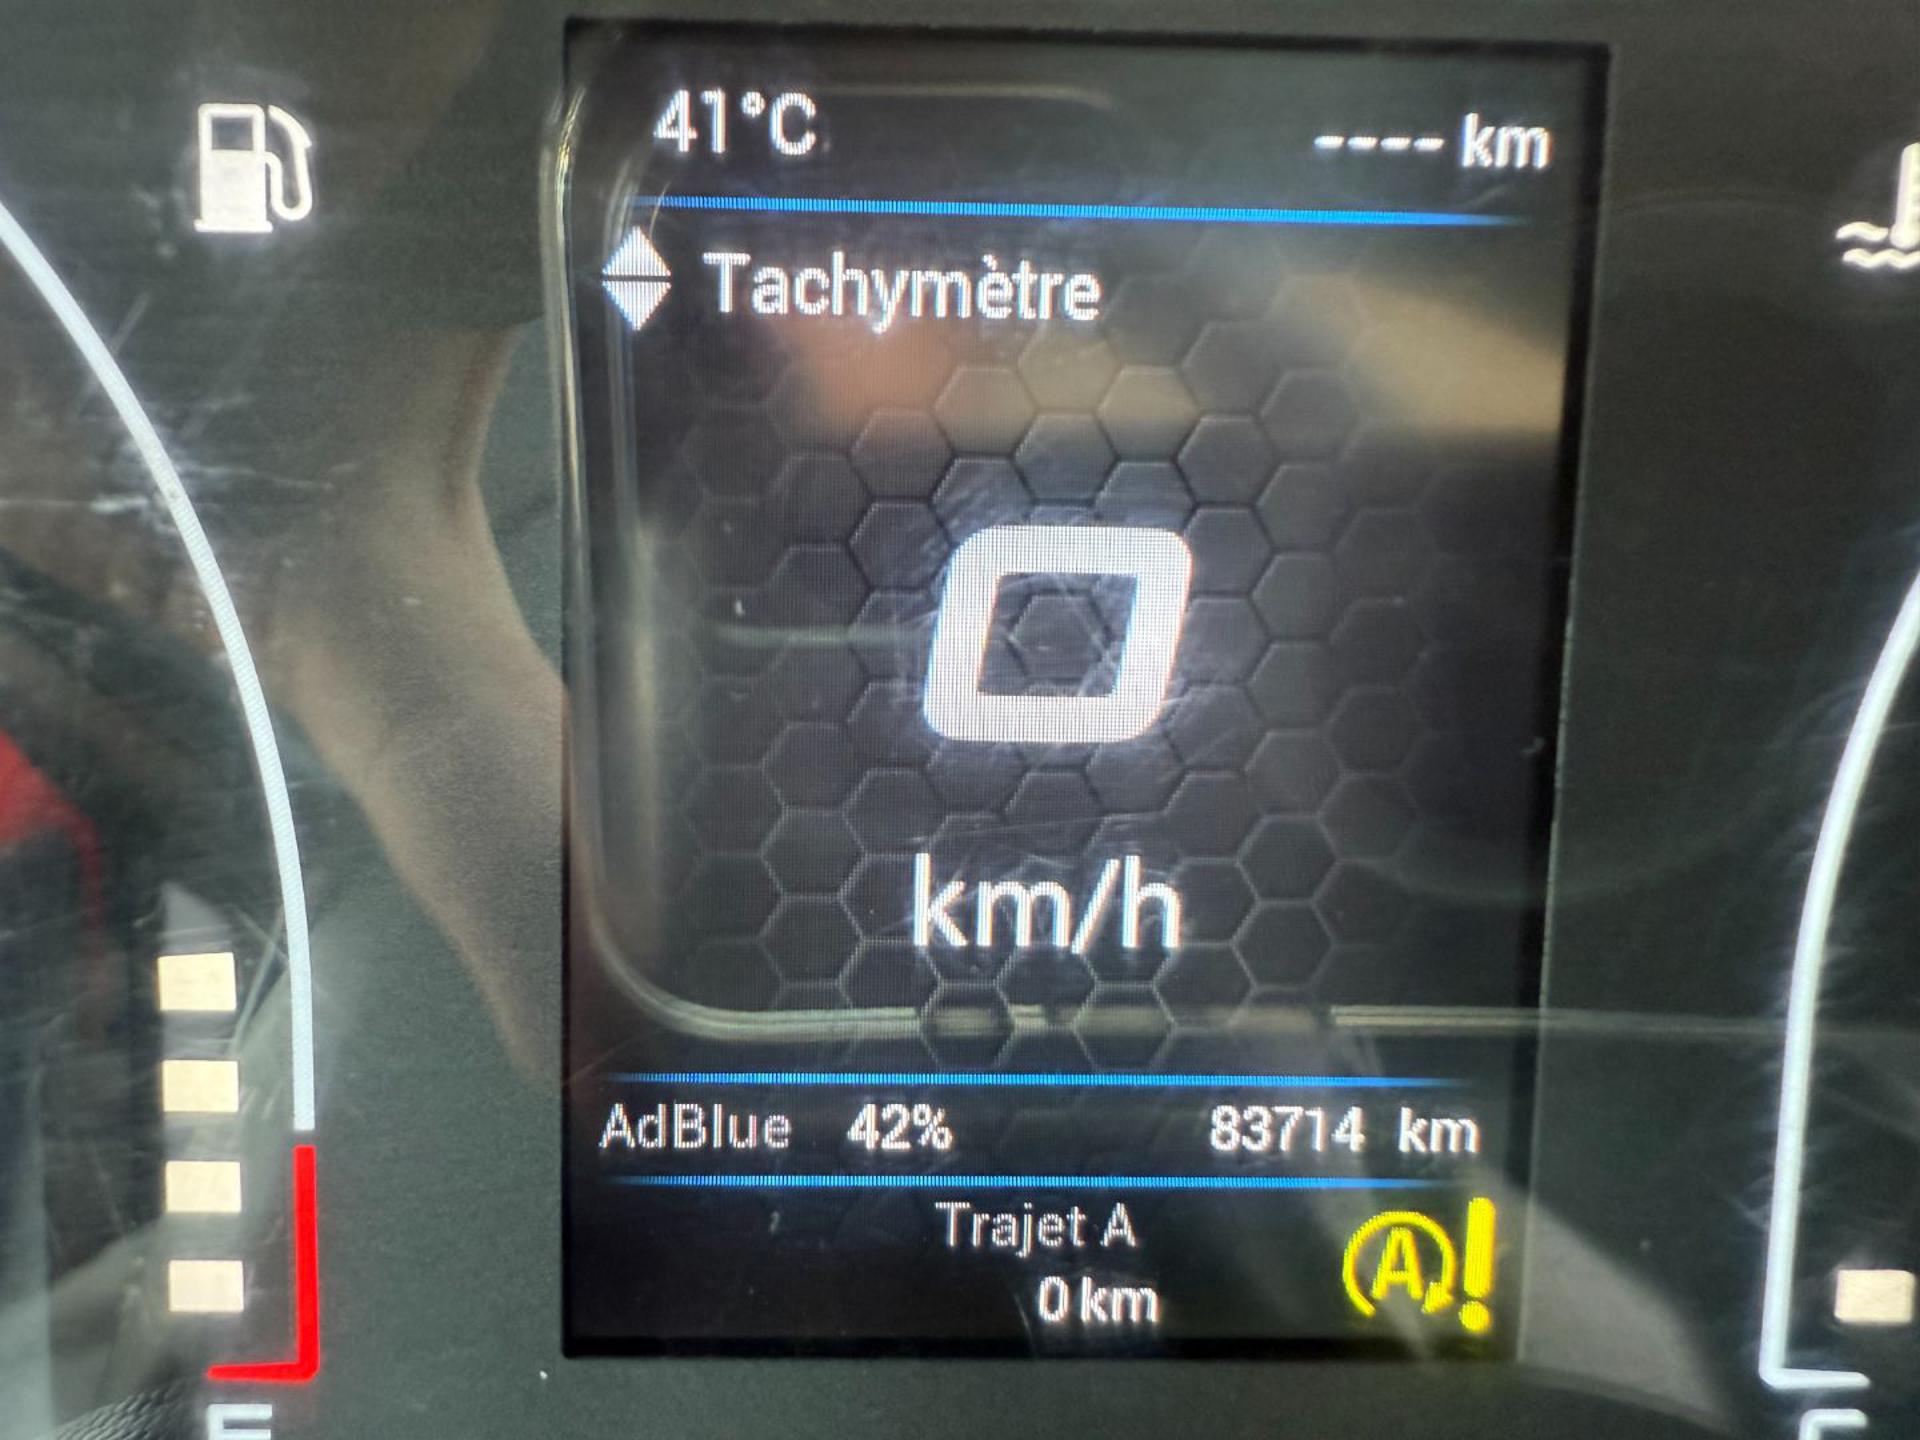 41°C ---- km
Tachymètre
0
km/h
AdBlue 42% 83714 km
Trajet A
0 km
A!